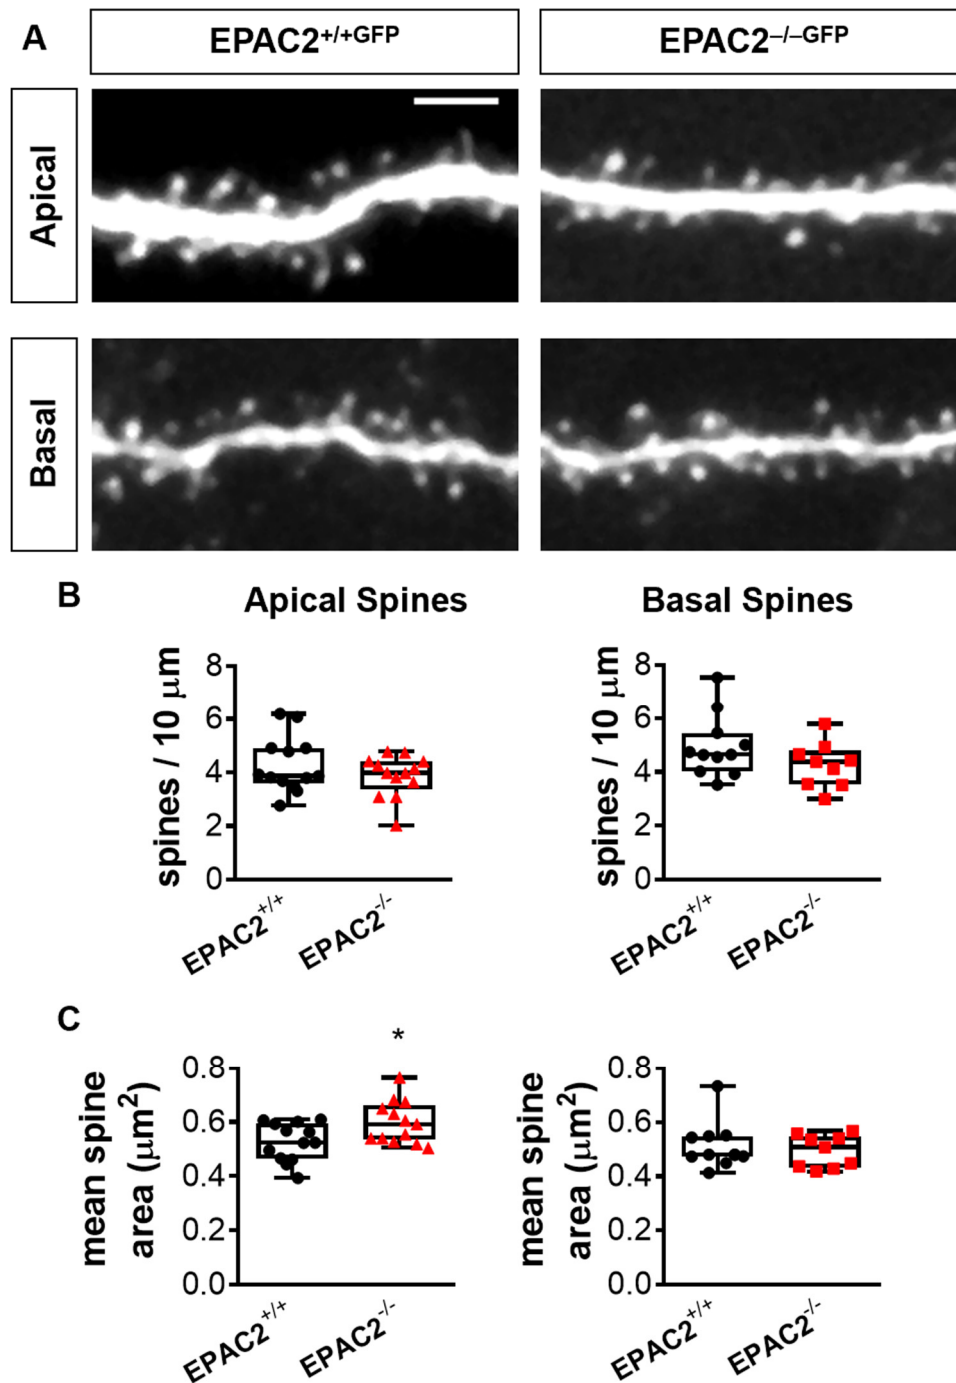 A
EPAC2+/+GFP
EPAC2–/–GFP
Apical
Basal
B
Apical Spines
Basal Spines
spines / 10 μm
8
6
4
2
0
EPAC2+/+
EPAC2-/-
spines / 10 μm
8
6
4
2
0
EPAC2+/+
EPAC2-/-
C
*
mean spine
area (μm2)
0.8
0.6
0.4
0.2
0.0
EPAC2+/+
EPAC2-/-
mean spine
area (μm2)
0.8
0.6
0.4
0.2
0.0
EPAC2+/+
EPAC2-/-